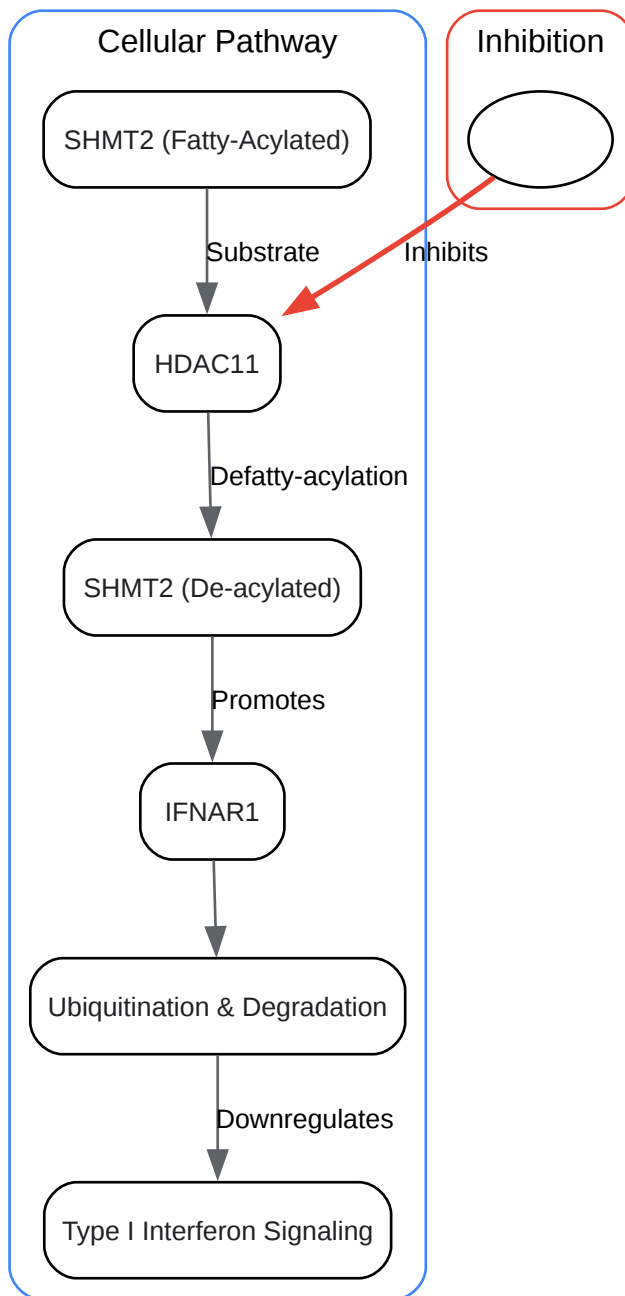 Cellular Pathway
Inhibition
SHMT2 (Fatty-Acylated)
Substrate
Inhibits
HDAC11
Defatty-acylation
SHMT2 (De-acylated)
Promotes
IFNAR1
Ubiquitination & Degradation
Downregulates
Type I Interferon Signaling